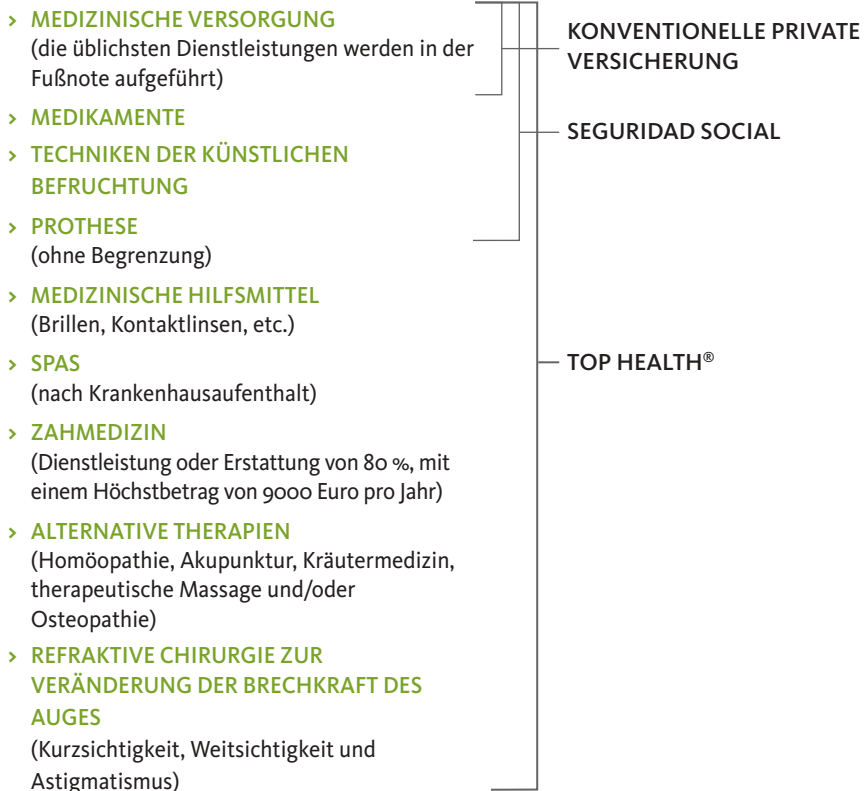 › MEDIZINISCHE VERSORGUNG
(die üblichsten Dienstleistungen werden in der
Fußnote aufgeführt)
› MEDIKAMENTE
› TECHNIKEN DER KÜNSTLICHEN
BEFRUCHTUNG
› PROTHESE
(ohne Begrenzung)
› MEDIZINISCHE HILFSMITTEL
(Brillen, Kontaktlinsen, etc.)
› SPAS
(nach Krankenhausaufenthalt)
› ZAHMEDIZIN
(Dienstleistung oder Erstattung von 80 %, mit
einem Höchstbetrag von 9000 Euro pro Jahr)
› ALTERNATIVE THERAPIEN
(Homöopathie, Akupunktur, Kräutermedizin,
therapeutische Massage und/oder
Osteopathie)
› REFRAKTIVE CHIRURGIE ZUR
VERÄNDERUNG DER BRECHKRAFT DES
AUGES
(Kurzsichtigkeit, Weitsichtigkeit und
Astigmatismus)
KONVENTIONELLE PRIVATE
VERSICHERUNG
SEGURIDAD SOCIAL
TOP HEALTH®